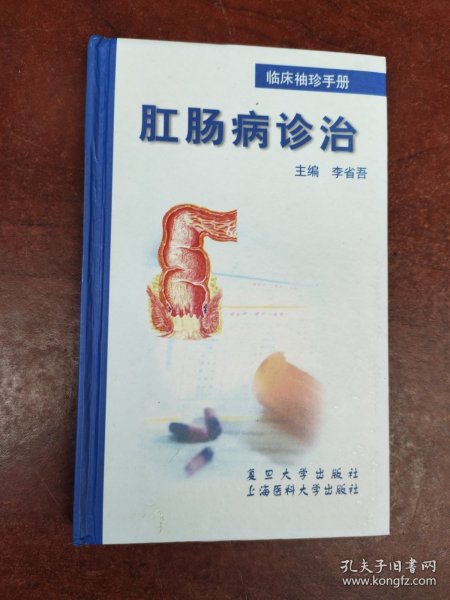 临床袖珍手册
肛肠病诊治
主编 李省吾
复旦大学出版社
上海医科大学出版社
孔夫子旧书网
www.kongfz.com